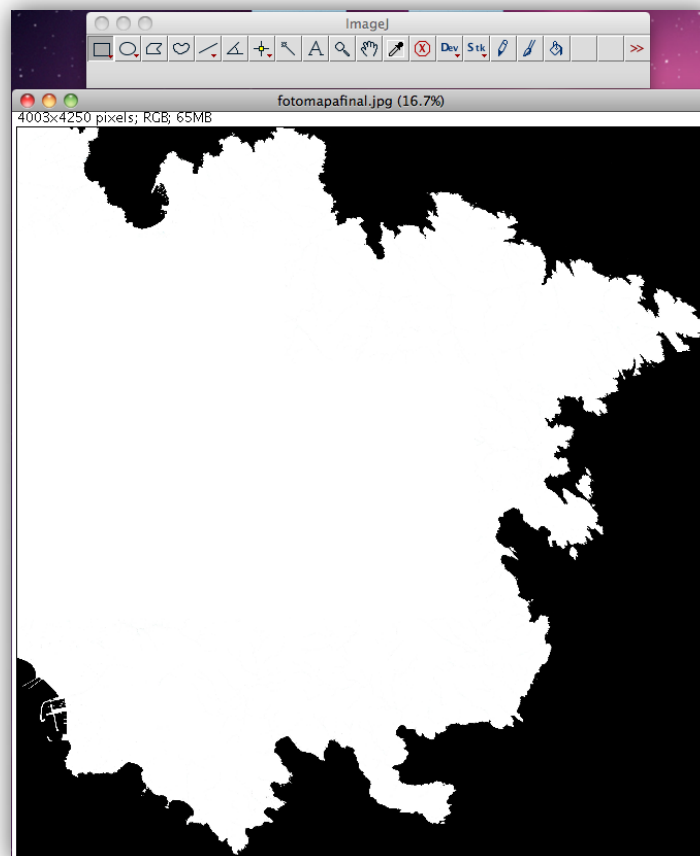 ImageJ
A
Dev
Stk
>>
fotomapafinal.jpg (16.7%)
4003x4250 pixels; RGB; 65MB